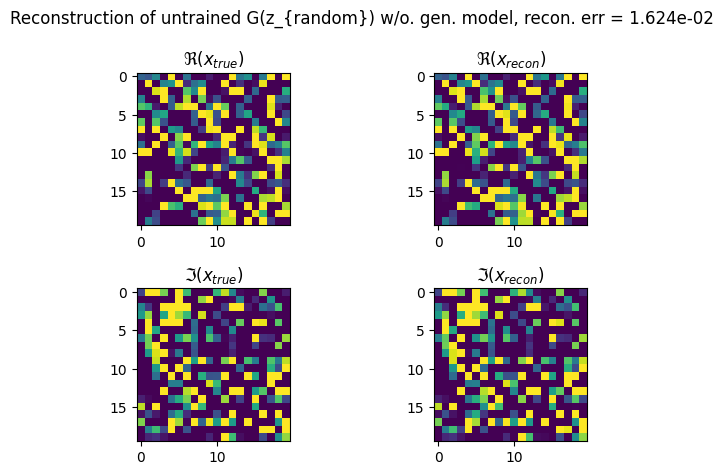 Reconstruction of untrained G(z_{random}) w/o. gen. model, recon. err = 1.624e-02
ℜ(x_true) ℜ(x_recon)
0 0
5 5
10 10
15 15
0 10 0 10
ℑ(x_true) ℑ(x_recon)
0 0
5 5
10 10
15 15
0 10 0 10